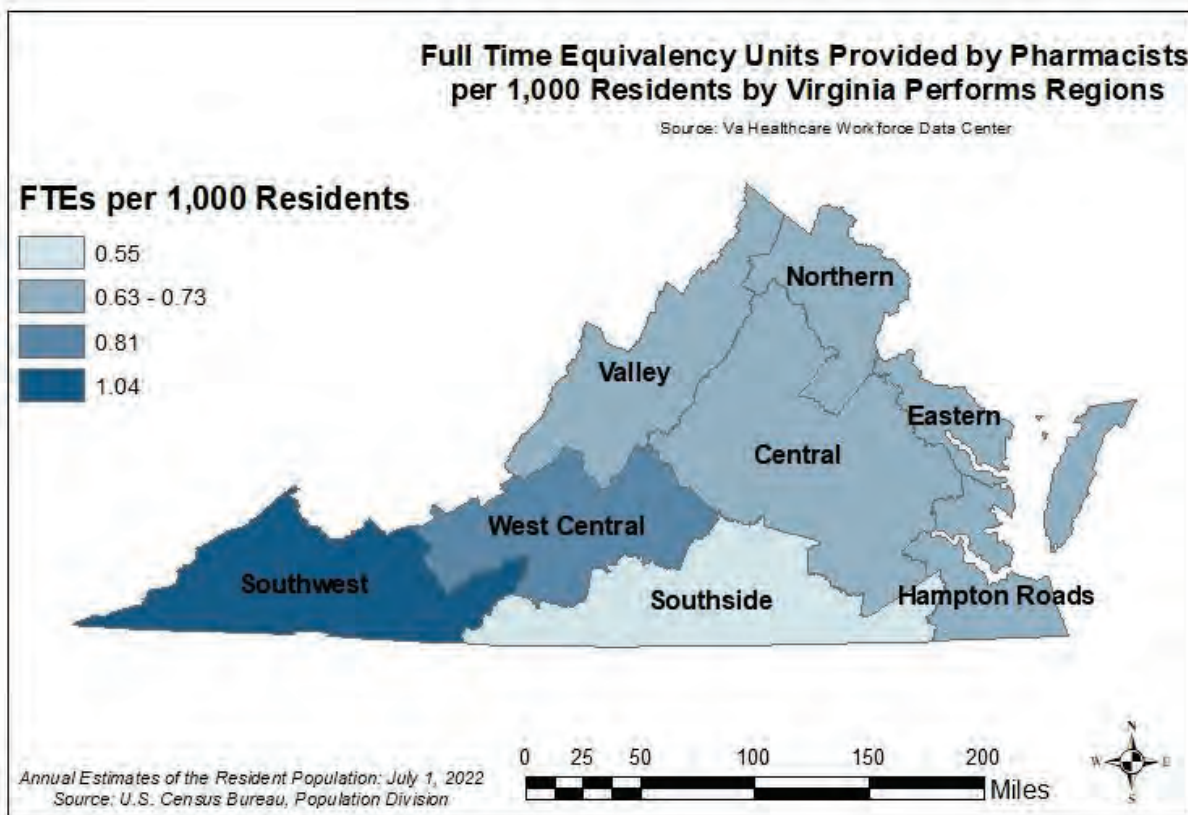 Full Time Equivalency Units Provided by Pharmacists
per 1,000 Residents by Virginia Performs Regions
Source: Va Healthcare Workforce Data Center
FTEs per 1,000 Residents
0.55
0.63 - 0.73
0.81
1.04
Northern
Valley
Eastern
Central
West Central
Southwest
Southside
Hampton Roads
Annual Estimates of the Resident Population: July 1, 2022
Source: U.S. Census Bureau, Population Division
0 25 50 100 150 200
Miles
N
W E
S